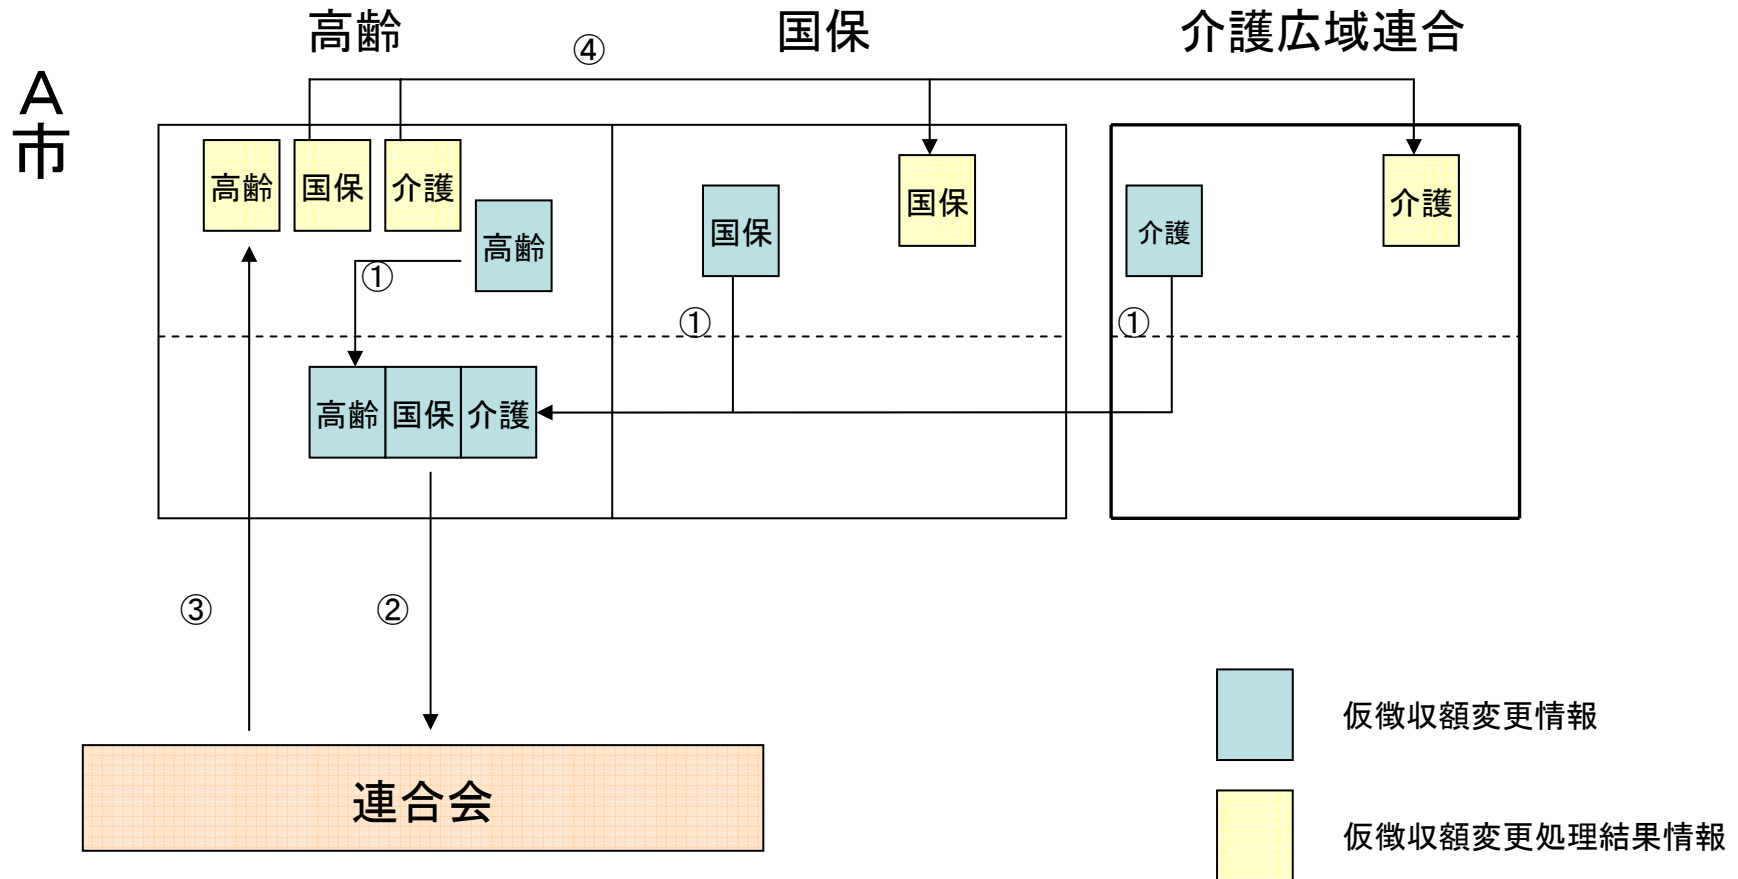 高齢
国保
介護広域連合
④
A
市
高齢
国保
介護
高齢
国保
国保
介護
介護
①
①
①
高齢
国保
介護
③
②
連合会
仮徴収額変更情報
仮徴収額変更処理結果情報